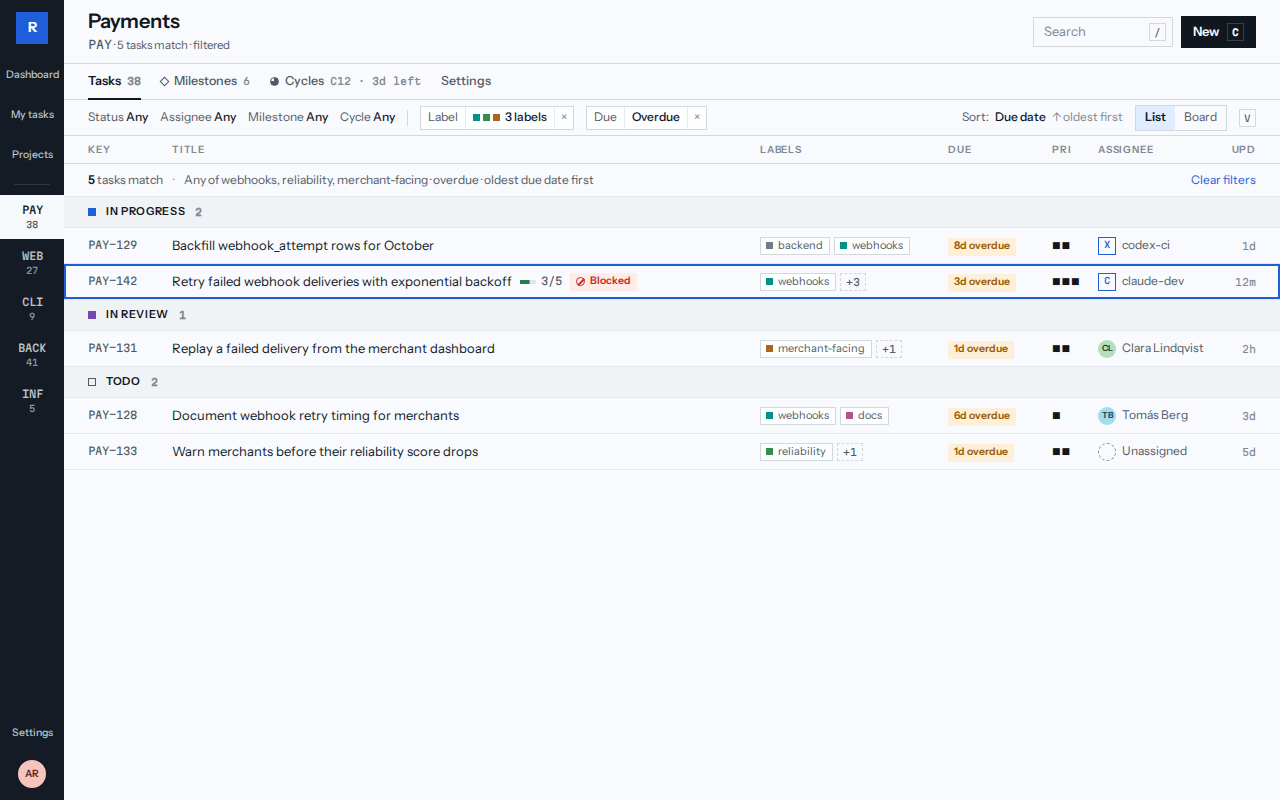 R
Dashboard
My tasks
Projects
PAY
38
WEB
27
CLI
9
BACK
41
INF
5
Settings
AR
Payments
PAY · 5 tasks match · filtered
Search /
New C
Tasks 38 Milestones 6 Cycles C12 · 3d left Settings
Status Any Assignee Any Milestone Any Cycle Any Label 3 labels × Due Overdue × Sort: Due date ↑ oldest first List Board V
KEY TITLE LABELS DUE PRI ASSIGNEE UPD
5 tasks match · Any of webhooks, reliability, merchant-facing · overdue · oldest due date first Clear filters
IN PROGRESS 2
PAY-129 Backfill webhook_attempt rows for October backend webhooks 8d overdue X codex-ci 1d
PAY-142 Retry failed webhook deliveries with exponential backoff 3/5 Blocked webhooks +3 3d overdue C claude-dev 12m
IN REVIEW 1
PAY-131 Replay a failed delivery from the merchant dashboard merchant-facing +1 1d overdue CL Clara Lindqvist 2h
TODO 2
PAY-128 Document webhook retry timing for merchants webhooks docs 6d overdue TB Tomás Berg 3d
PAY-133 Warn merchants before their reliability score drops reliability +1 1d overdue Unassigned 5d